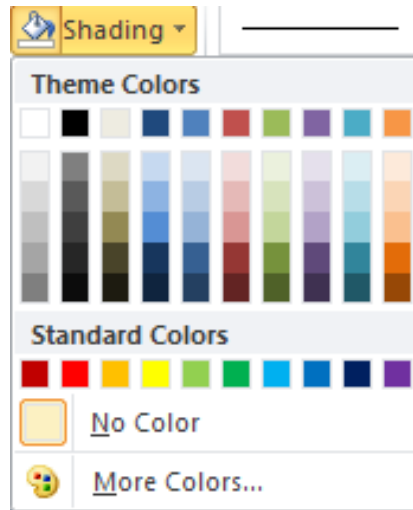 Shading
Theme Colors
Standard Colors
No Color
More Colors...